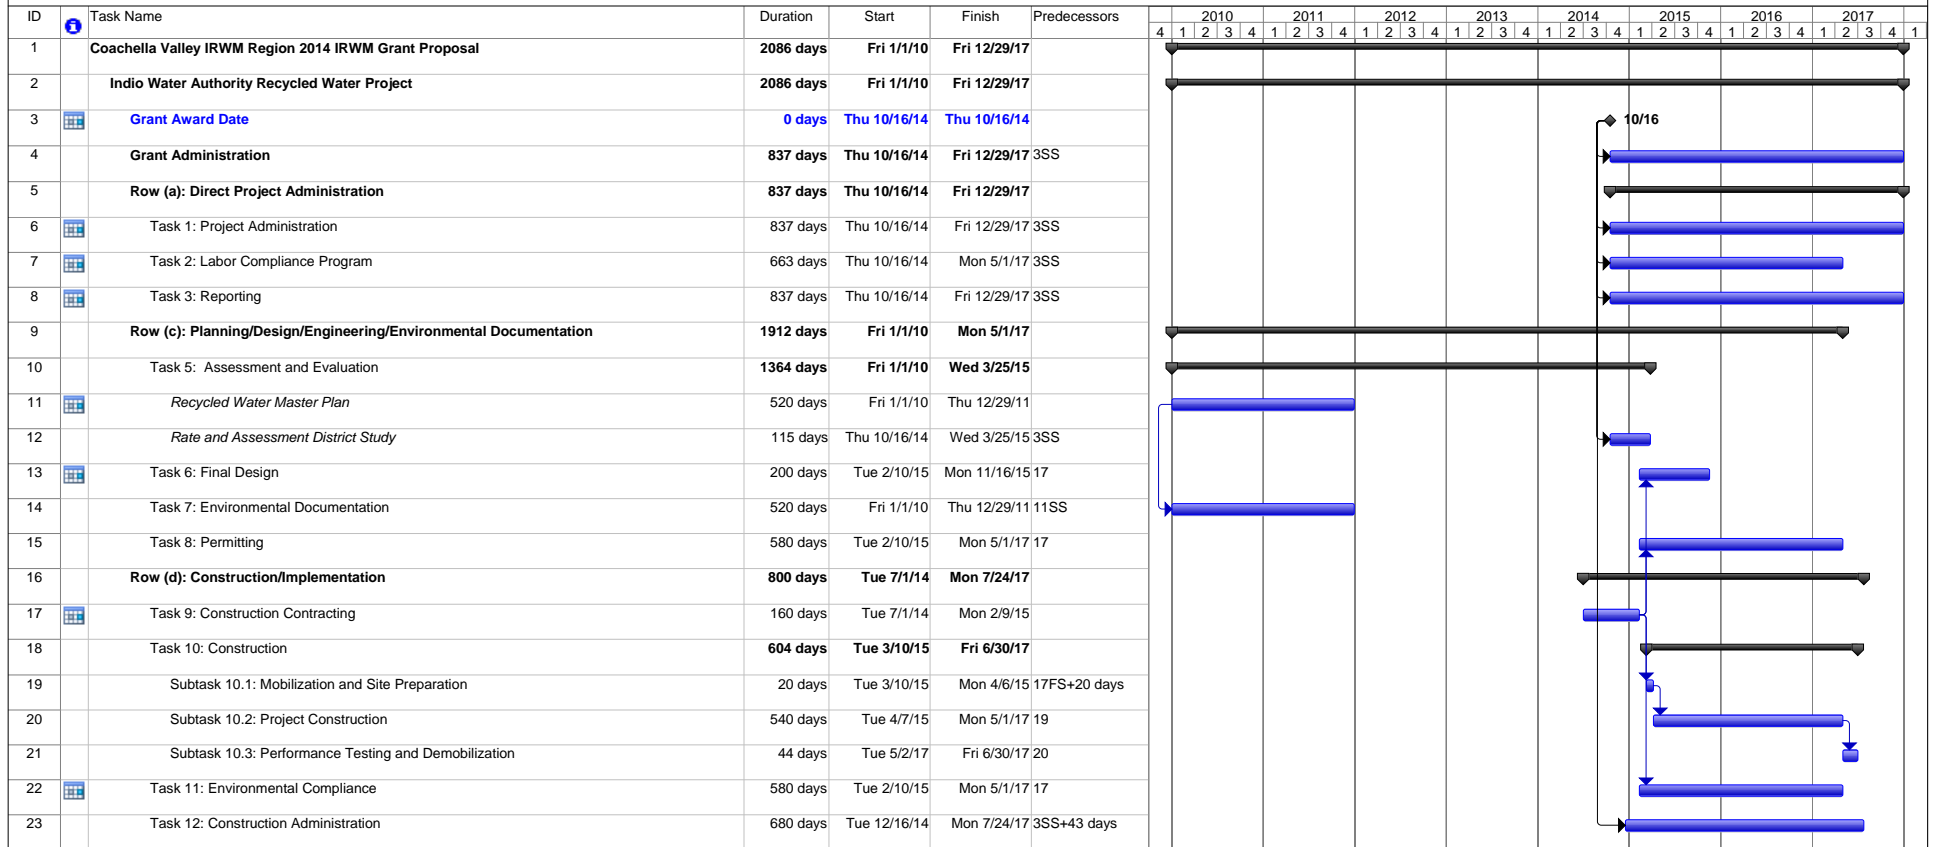 ID Task Name Duration Start Finish Predecessors 2010 2011 2012 2013 2014 2015 2016 2017
4 1 2 3 4 1 2 3 4 1 2 3 4 1 2 3 4 1 2 3 4 1 2 3 4 1 2 3 4 1 2 3 4 1
1 Coachella Valley IRWM Region 2014 IRWM Grant Proposal 2086 days Fri 1/1/10 Fri 12/29/17
2 Indio Water Authority Recycled Water Project 2086 days Fri 1/1/10 Fri 12/29/17
3 Grant Award Date 0 days Thu 10/16/14 Thu 10/16/14 10/16
4 Grant Administration 837 days Thu 10/16/14 Fri 12/29/17 3SS
5 Row (a): Direct Project Administration 837 days Thu 10/16/14 Fri 12/29/17
6 Task 1: Project Administration 837 days Thu 10/16/14 Fri 12/29/17 3SS
7 Task 2: Labor Compliance Program 663 days Thu 10/16/14 Mon 5/1/17 3SS
8 Task 3: Reporting 837 days Thu 10/16/14 Fri 12/29/17 3SS
9 Row (c): Planning/Design/Engineering/Environmental Documentation 1912 days Fri 1/1/10 Mon 5/1/17
10 Task 5: Assessment and Evaluation 1364 days Fri 1/1/10 Wed 3/25/15
11 Recycled Water Master Plan 520 days Fri 1/1/10 Thu 12/29/11
12 Rate and Assessment District Study 115 days Thu 10/16/14 Wed 3/25/15 3SS
13 Task 6: Final Design 200 days Tue 2/10/15 Mon 11/16/15 17
14 Task 7: Environmental Documentation 520 days Fri 1/1/10 Thu 12/29/11 11SS
15 Task 8: Permitting 580 days Tue 2/10/15 Mon 5/1/17 17
16 Row (d): Construction/Implementation 800 days Tue 7/1/14 Mon 7/24/17
17 Task 9: Construction Contracting 160 days Tue 7/1/14 Mon 2/9/15
18 Task 10: Construction 604 days Tue 3/10/15 Fri 6/30/17
19 Subtask 10.1: Mobilization and Site Preparation 20 days Tue 3/10/15 Mon 4/6/15 17FS+20 days
20 Subtask 10.2: Project Construction 540 days Tue 4/7/15 Mon 5/1/17 19
21 Subtask 10.3: Performance Testing and Demobilization 44 days Tue 5/2/17 Fri 6/30/17 20
22 Task 11: Environmental Compliance 580 days Tue 2/10/15 Mon 5/1/17 17
23 Task 12: Construction Administration 680 days Tue 12/16/14 Mon 7/24/17 3SS+43 days